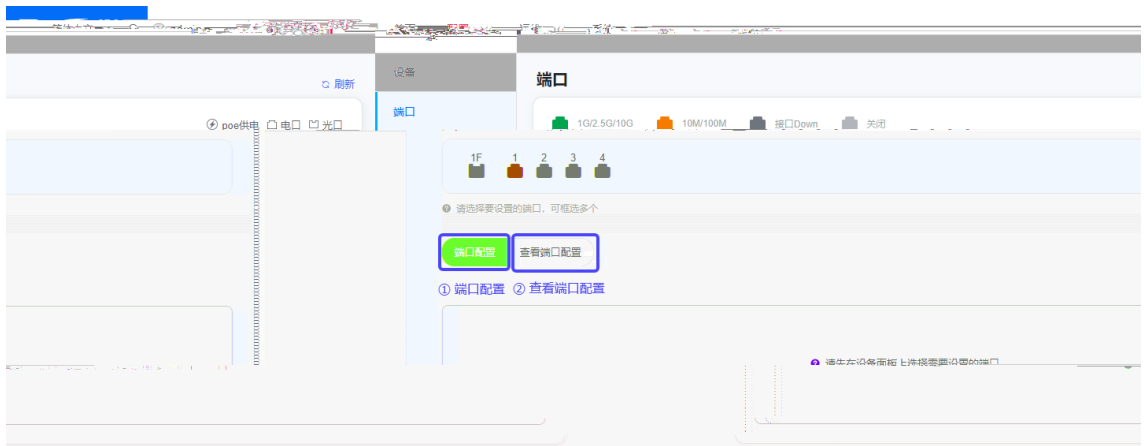 刷新
设备
端口
poe供电 电口 光口
端口
1G/2.5G/10G 10M/100M 接口Down 关闭
1F 1 2 3 4
请选择要设置的端口，可框选多个
端口配置 查看端口配置
① 端口配置 ② 查看端口配置
请先在设备面板上选择需要设置的端口